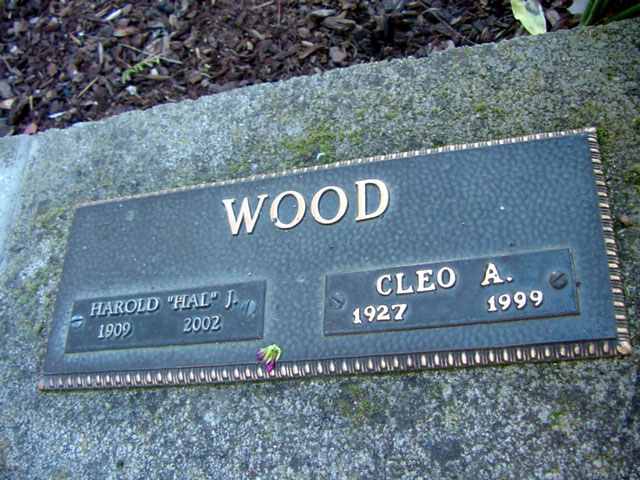 WOOD
HAROLD "HAL" J.
1909 2002
CLEO A.
1927 1999